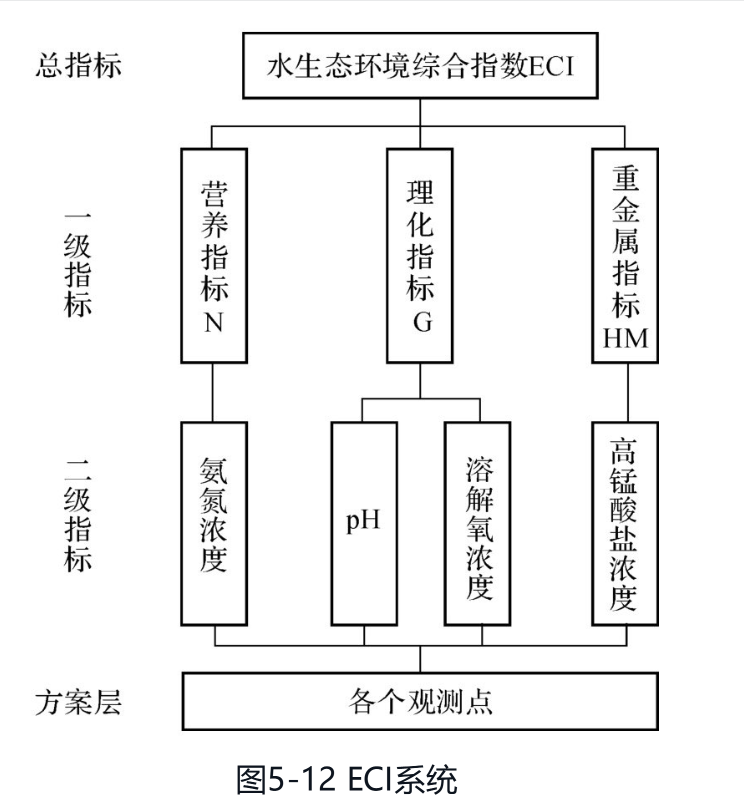 总指标
水生态环境综合指数ECI
一级指标
营养指标N
理化指标G
重金属指标HM
二级指标
氨氮浓度
pH
溶解氧浓度
高锰酸盐浓度
方案层
各个观测点
图5-12 ECI系统